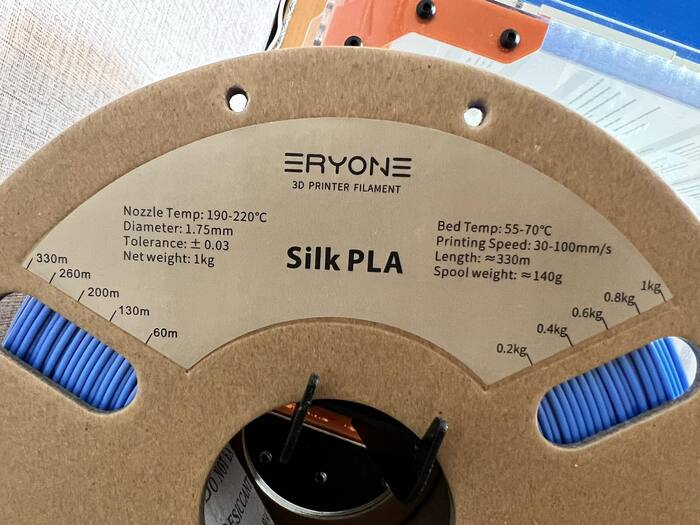 ERYONE
3D PRINTER FILAMENT
Nozzle Temp: 190-220℃
Diameter: 1.75mm
Tolerance: ± 0.03
Net weight: 1kg
Silk PLA
Bed Temp: 55-70℃
Printing Speed: 30-100mm/s
Length: ≈330m
Spool weight: ≈140g
330m
260m
200m
130m
60m
1kg
0.8kg
0.6kg
0.4kg
0.2kg